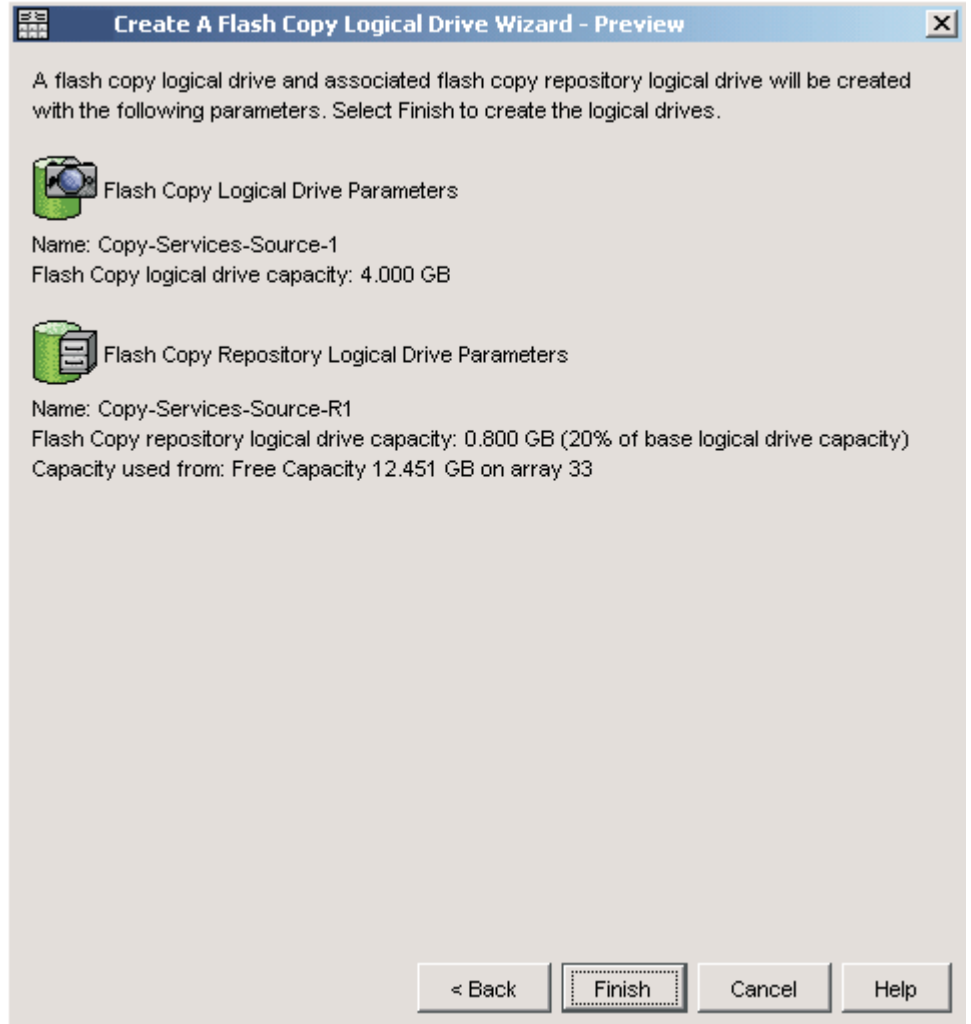 Create A Flash Copy Logical Drive Wizard - Preview
A flash copy logical drive and associated flash copy repository logical drive will be created
with the following parameters. Select Finish to create the logical drives.
Flash Copy Logical Drive Parameters
Name: Copy-Services-Source-1
Flash Copy logical drive capacity: 4.000 GB
Flash Copy Repository Logical Drive Parameters
Name: Copy-Services-Source-R1
Flash Copy repository logical drive capacity: 0.800 GB (20% of base logical drive capacity)
Capacity used from: Free Capacity 12.451 GB on array 33
< Back Finish Cancel Help